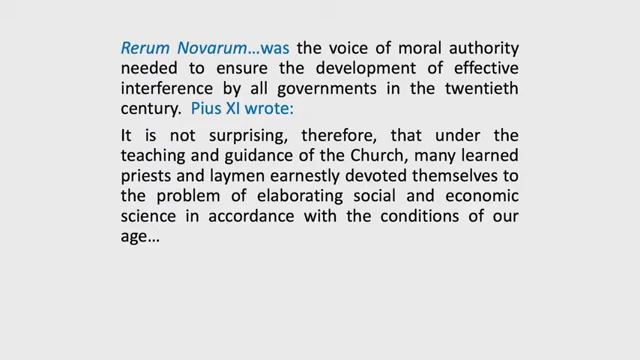 Rerum Novarum…was the voice of moral authority
needed to ensure the development of effective
interference by all governments in the twentieth
century.  Pius XI wrote:
It is not surprising, therefore, that under the
teaching and guidance of the Church, many learned
priests and laymen earnestly devoted themselves to
the problem of elaborating social and economic
science in accordance with the conditions of our
age…